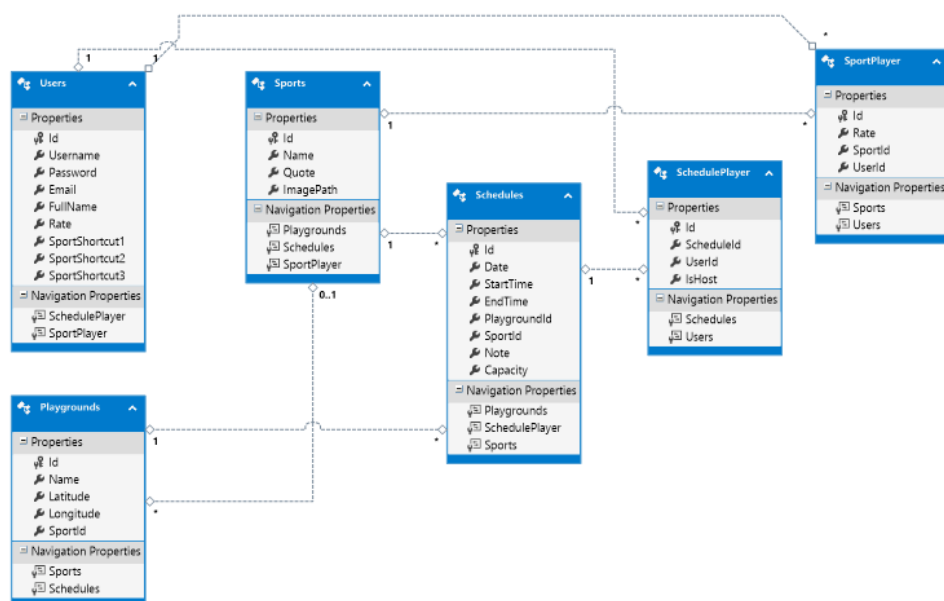 Users
Properties
Id
Username
Password
Email
FullName
Rate
SportShortcut1
SportShortcut2
SportShortcut3
Navigation Properties
SchedulePlayer
SportPlayer
1
1
Sports
Properties
Id
Name
Quote
ImagePath
Navigation Properties
Playgrounds
Schedules
SportPlayer
1
1
0..1
Schedules
Properties
Id
Date
StartTime
EndTime
PlaygroundId
SportId
Note
Capacity
Navigation Properties
Playgrounds
SchedulePlayer
Sports
*
*
1
SchedulePlayer
Properties
Id
ScheduleId
UserId
IsHost
Navigation Properties
Schedules
Users
*
*
SportPlayer
Properties
Id
Rate
SportId
UserId
Navigation Properties
Sports
Users
*
*
Playgrounds
Properties
Id
Name
Latitude
Longitude
SportId
Navigation Properties
Sports
Schedules
1
*